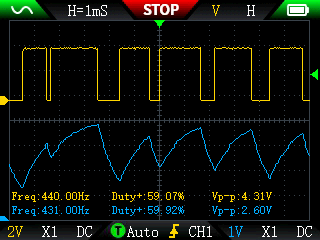 H=1mS STOP V H
Freq:440.00Hz Duty+:59.07% Vp-p:4.31V
Freq:431.00Hz Duty+:59.92% Vp-p:2.60V
2V X1 DC T Auto CH1 1V X1 DC